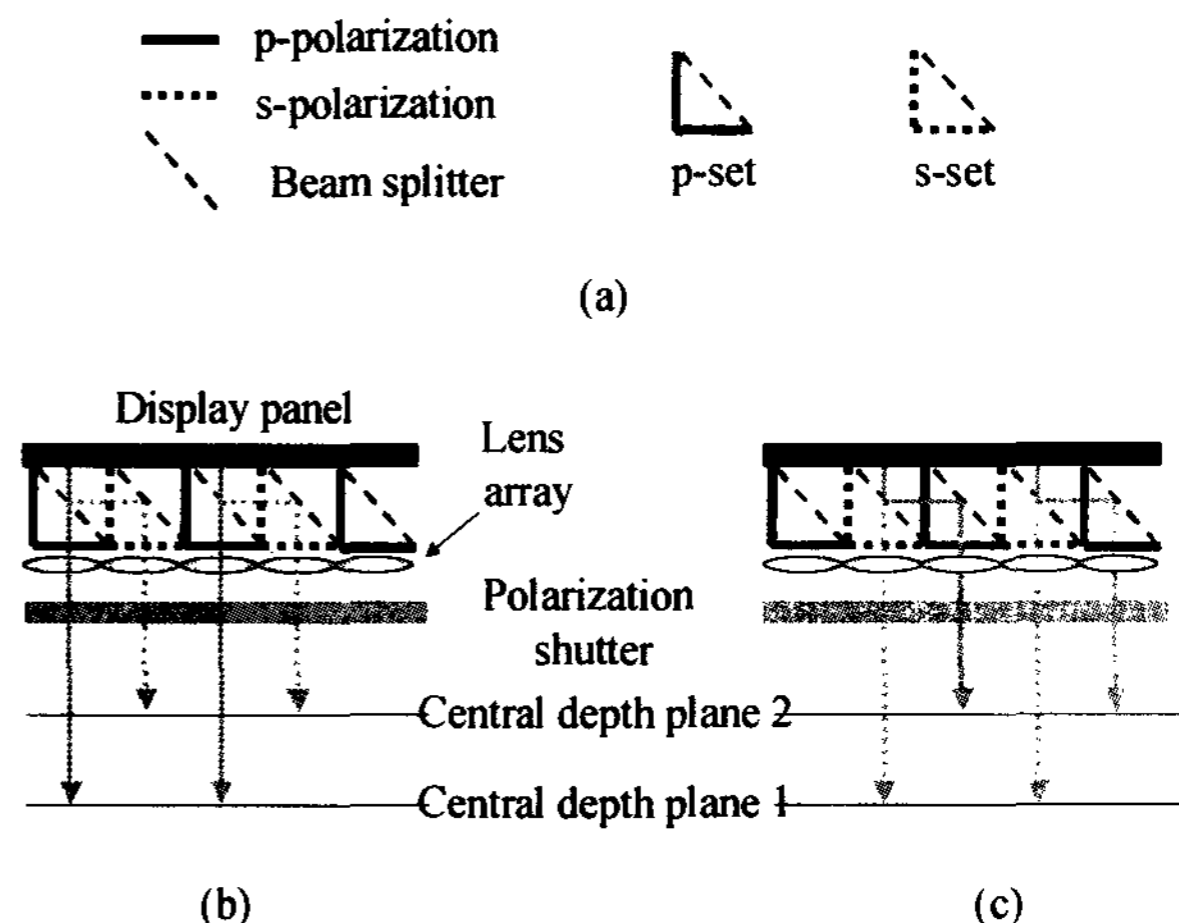 p-polarization
s-polarization
Beam splitter
p-set
s-set
(a)
Display panel
Lens
array
Polarization
shutter
Central depth plane 2
Central depth plane 1
(b)
(c)